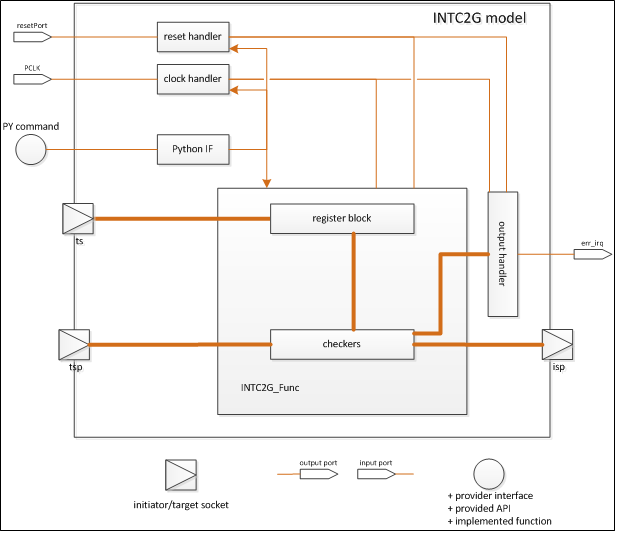 INTC2G model
resetPort
reset handler
PCLK
clock handler
PY command
Python IF
register block
ts
output handler
err_irq
checkers
tsp
isp
INTC2G_Func
output port
input port
initiator/target socket
+ provider interface
+ provided API
+ implemented function